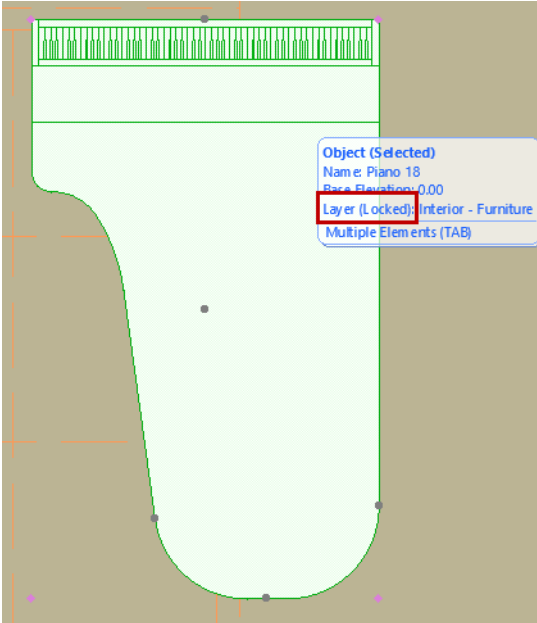 Object (Selected)
Name: Piano 18
Base Elevation: 0.00
Layer (Locked): Interior - Furniture
Multiple Elements (TAB)